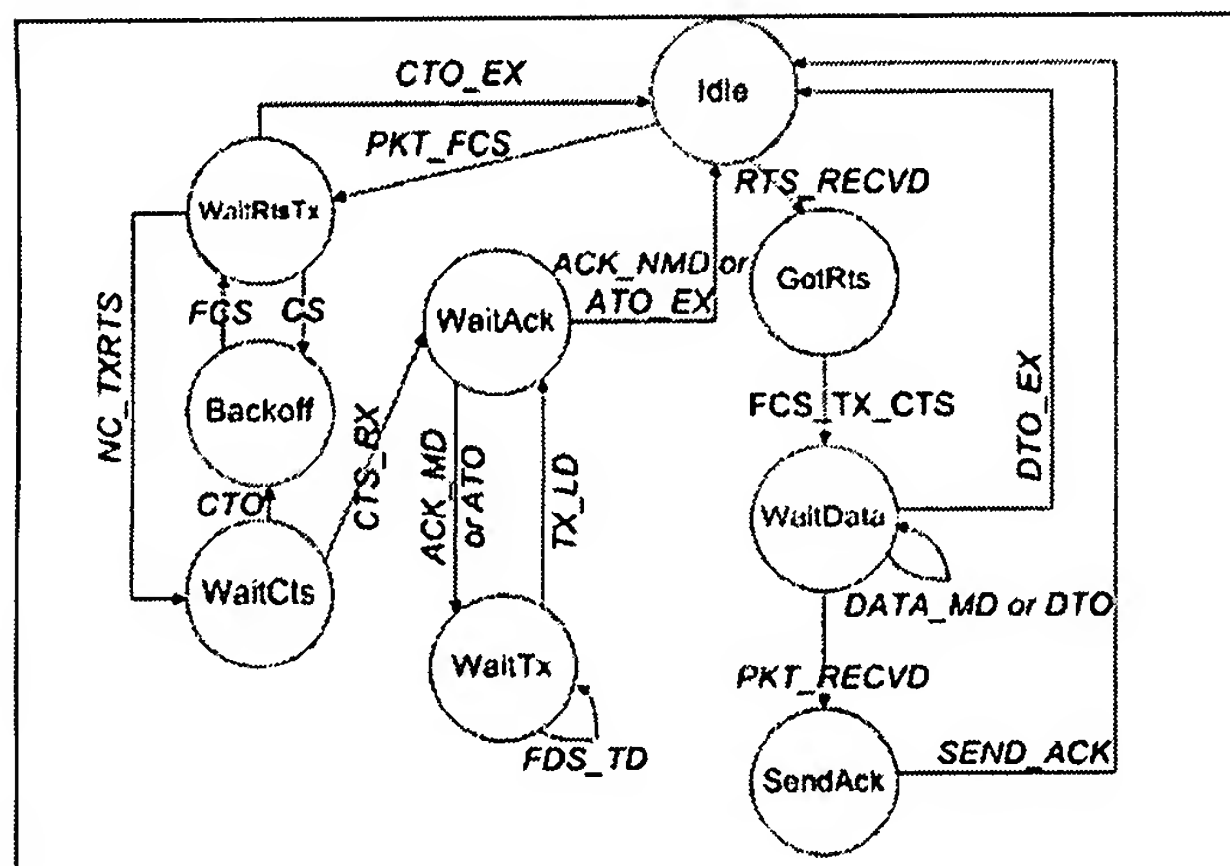 Idle
CTO_EX
PKT_FCS
RTS_RECVD
WaitRtsTx
ACK_NMD or
ATO_EX
GotRts
WaitAck
FCS
CS
NC_TXRTS
Backoff
CTS_RX
ACK_MD
or ATO
TX_LD
FCS_TX_CTS
DTO_EX
CTO
WaitData
WaitCts
DATA_MD or DTO
WaitTx
PKT_RECVD
FDS_TD
SendAck
SEND_ACK